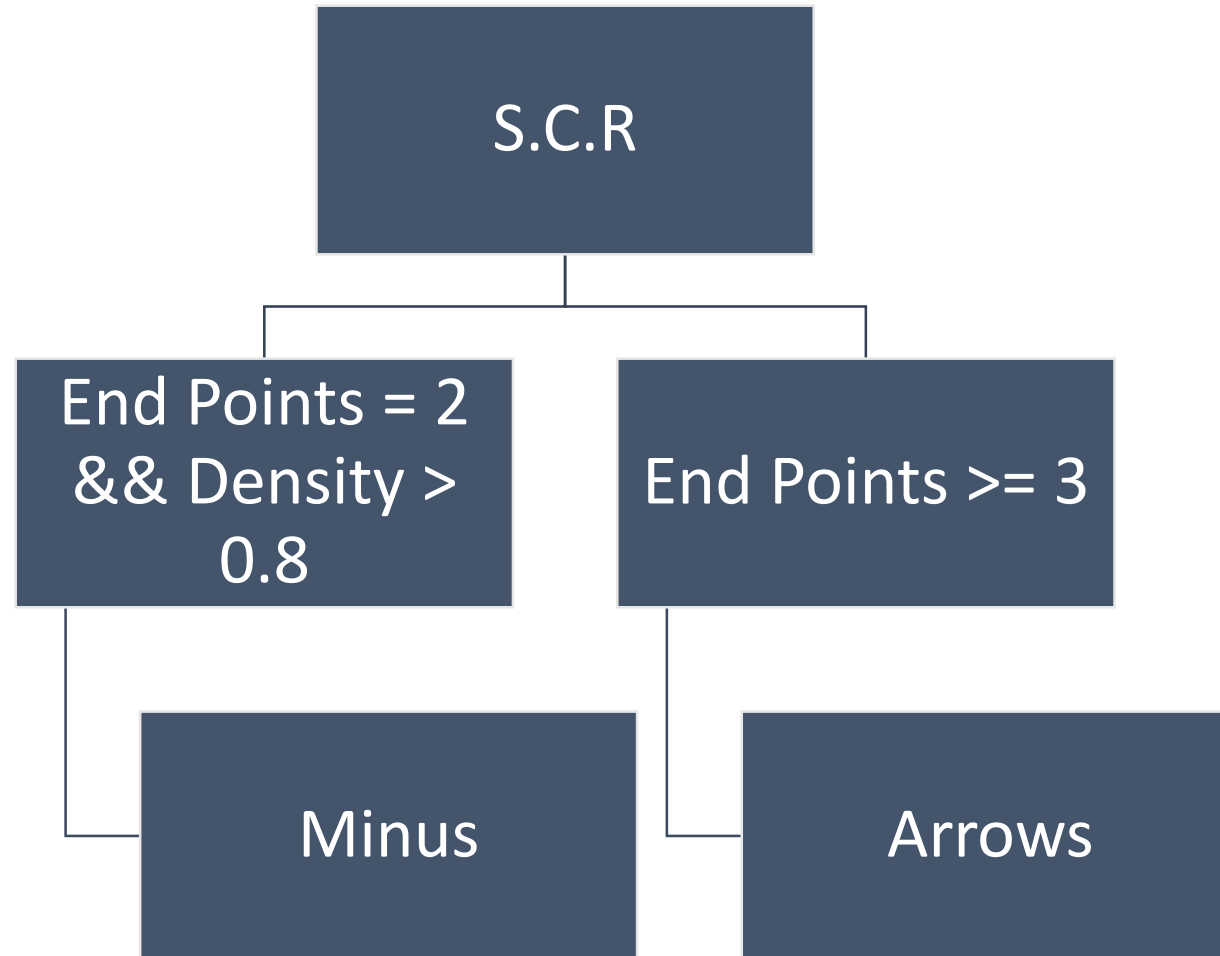 S.C.R
End Points = 2
&& Density >
0.8
End Points >= 3
Minus
Arrows